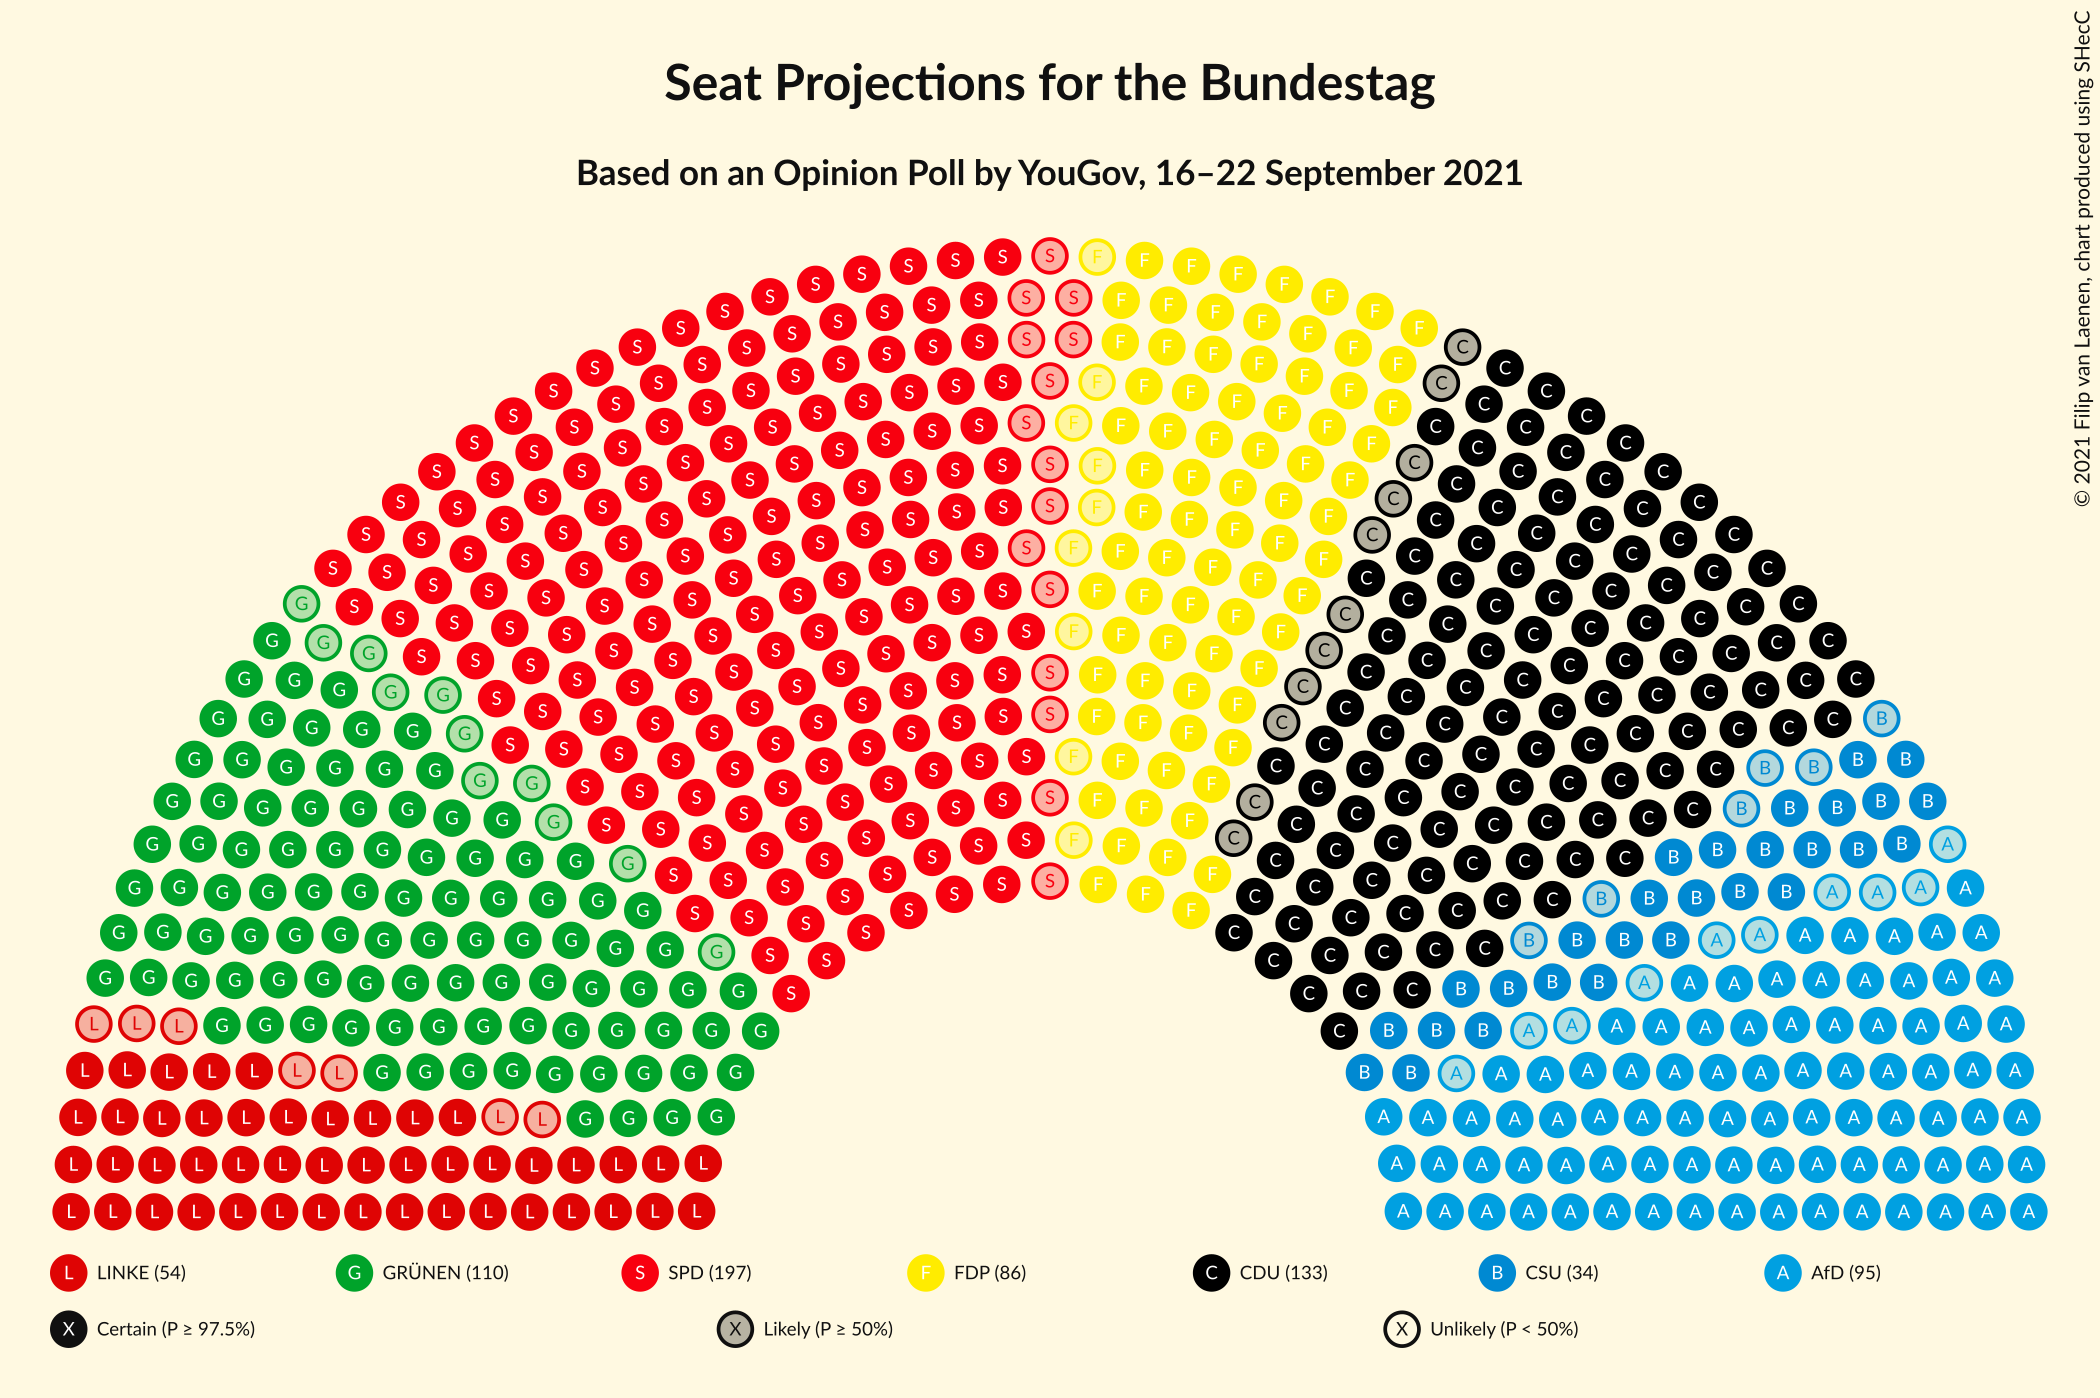 Seat Projections for the Bundestag
Based on an Opinion Poll by YouGov, 16–22 September 2021
© 2021 Filip van Laenen, chart produced using SHecC
L LINKE (54) G GRÜNEN (110) S SPD (197) F FDP (86) C CDU (133) B CSU (34) A AfD (95)
X Certain (P ≥ 97.5%) X Likely (P ≥ 50%) X Unlikely (P < 50%)